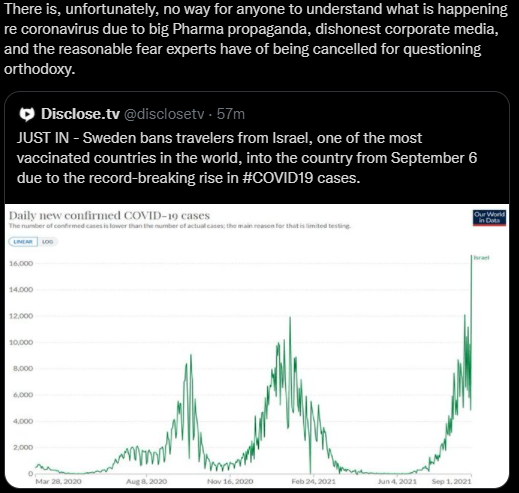 There is, unfortunately, no way for anyone to understand what is happening
re coronavirus due to big Pharma propaganda, dishonest corporate media,
and the reasonable fear experts have of being cancelled for questioning
orthodoxy.
Disclose.tv @disclosetv · 57m
JUST IN - Sweden bans travelers from Israel, one of the most
vaccinated countries in the world, into the country from September 6
due to the record-breaking rise in #COVID19 cases.
Daily new confirmed COVID-19 cases
Our World
in Data
The number of confirmed cases is lower than the number of actual cases; the main reason for that is limited testing.
LINEAR LOG
Israel
16,000
14,000
12,000
10,000
8,000
6,000
4,000
2,000
0
Mar 28, 2020 Aug 8, 2020 Nov 16, 2020 Feb 24, 2021 Jun 4, 2021 Sep 1, 2021